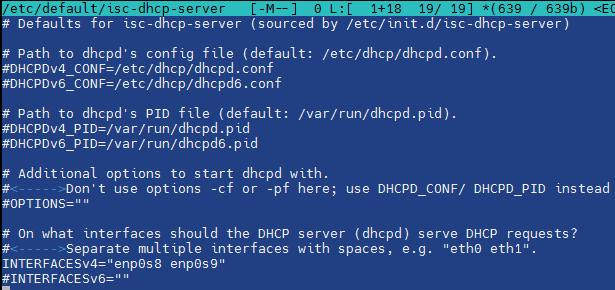 /etc/default/isc-dhcp-server   [-M--]  0 L:[  1+18  19/ 19] *(639 / 639b) <EO
# Defaults for isc-dhcp-server (sourced by /etc/init.d/isc-dhcp-server)
# Path to dhcpd's config file (default: /etc/dhcp/dhcpd.conf).
#DHCPDv4_CONF=/etc/dhcp/dhcpd.conf
#DHCPDv6_CONF=/etc/dhcp/dhcpd6.conf
# Path to dhcpd's PID file (default: /var/run/dhcpd.pid).
#DHCPDv4_PID=/var/run/dhcpd.pid
#DHCPDv6_PID=/var/run/dhcpd6.pid
# Additional options to start dhcpd with.
#<----->Don't use options -cf or -pf here; use DHCPD_CONF/ DHCPD_PID instead
#OPTIONS=""
# On what interfaces should the DHCP server (dhcpd) serve DHCP requests?
#<----->Separate multiple interfaces with spaces, e.g. "eth0 eth1".
INTERFACESv4="enp0s8 enp0s9"
#INTERFACESv6=""